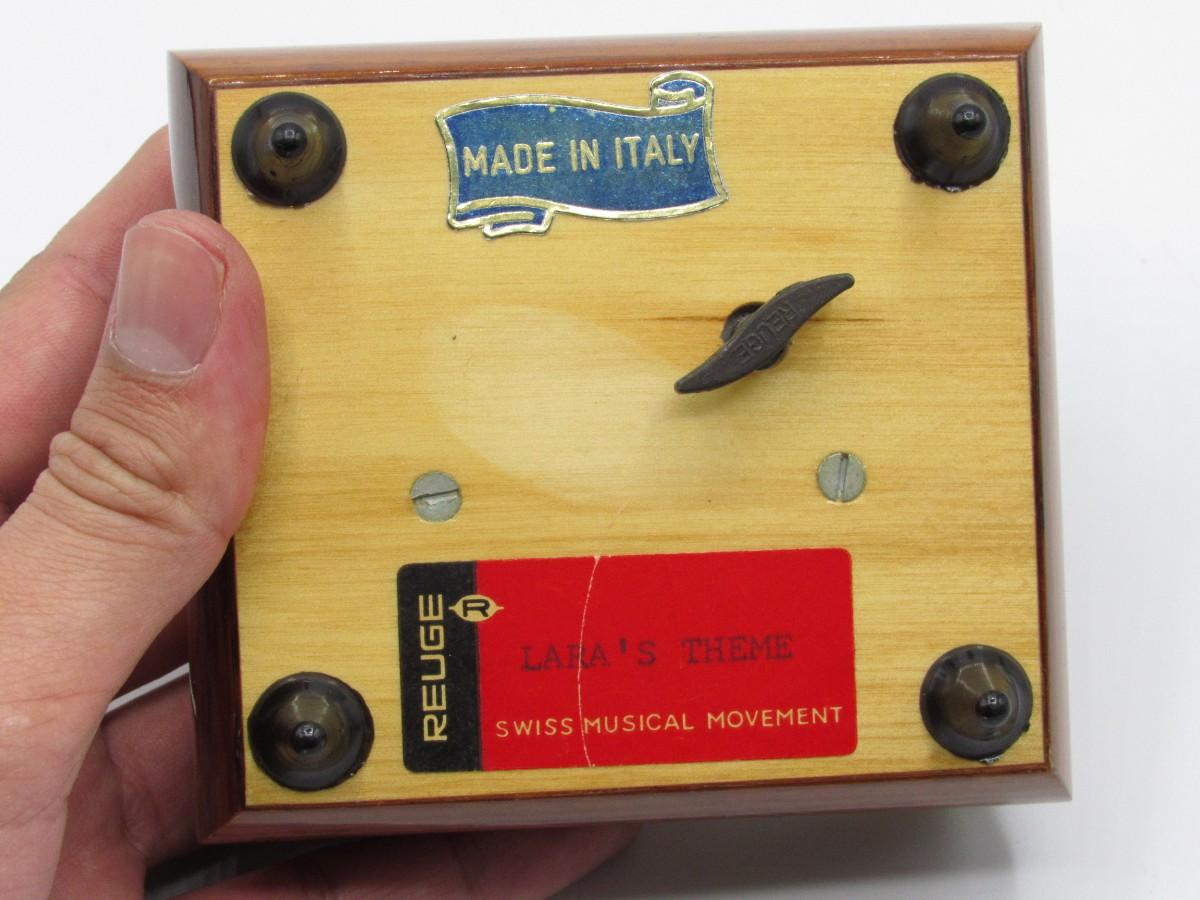 MADE IN ITALY
REUGE
REUGE
R
LARA'S THEME
SWISS MUSICAL MOVEMENT